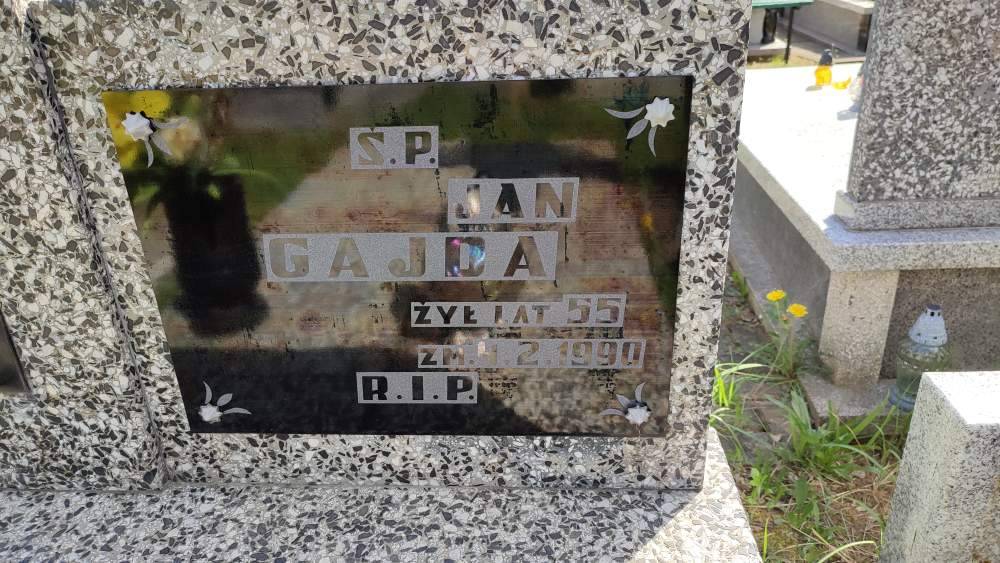 Ś.P.
JAN
GAJDA
ŻYŁ LAT 55
ZM.
R.I.P.